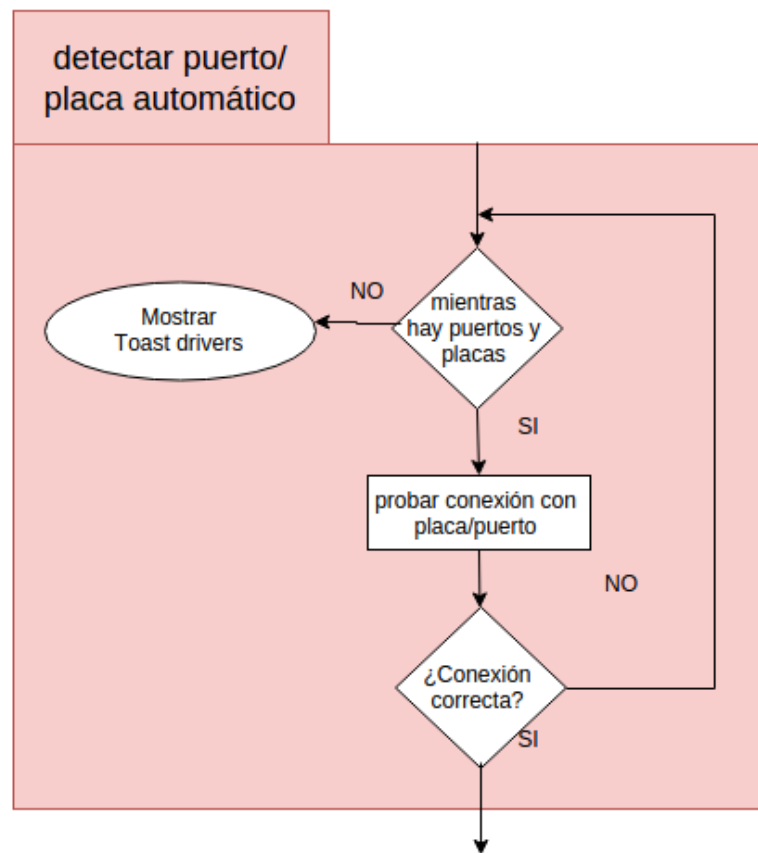 detectar puerto/
placa automático
NO
mientras
hay puertos y
placas
Mostrar
Toast drivers
SI
probar conexión con
placa/puerto
NO
¿Conexión
correcta?
SI